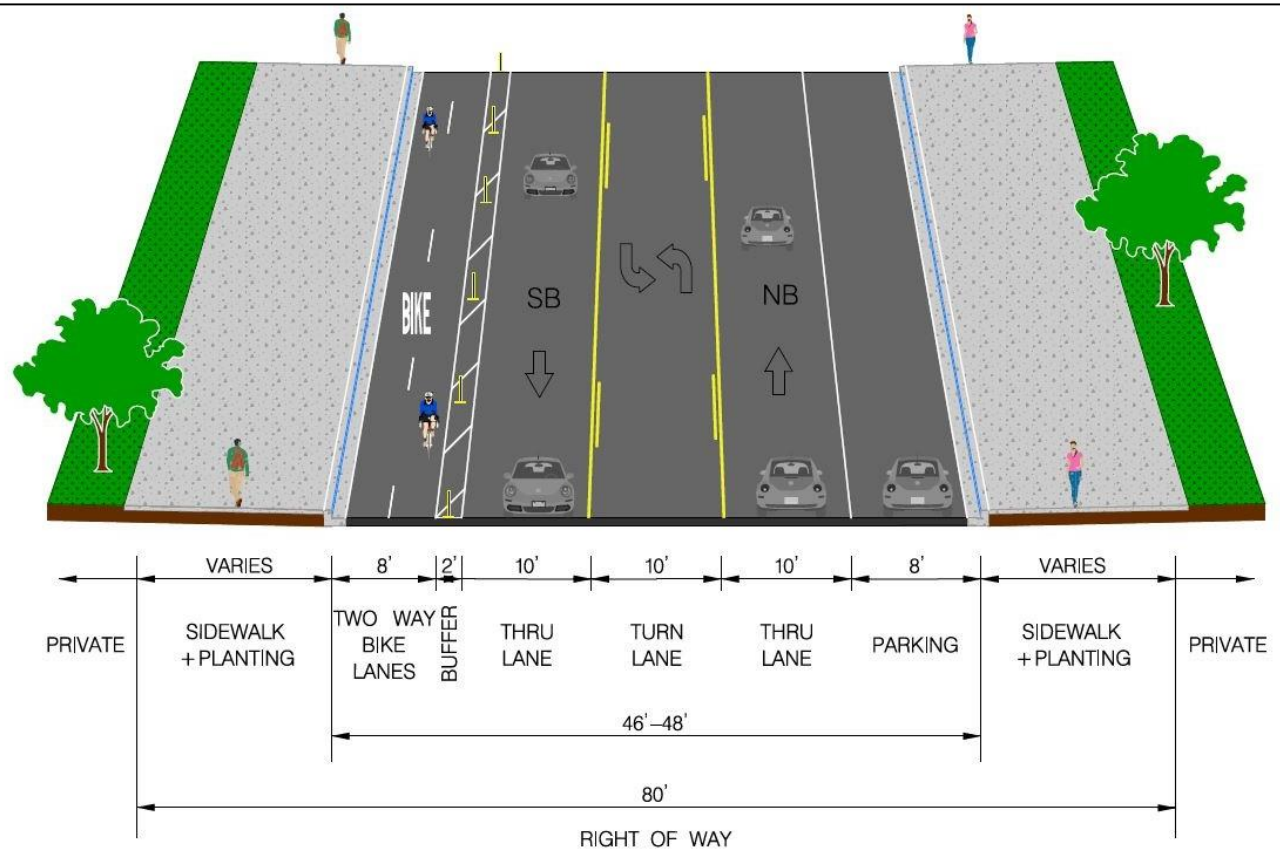 BIKE
SB
NB
VARIES 8' 2' 10' 10' 10' 8' VARIES
PRIVATE
SIDEWALK
+PLANTING
TWO WAY
BIKE
LANES
BUFFER
THRU
LANE
TURN
LANE
THRU
LANE
PARKING
SIDEWALK
+PLANTING
PRIVATE
46'–48'
80'
RIGHT OF WAY